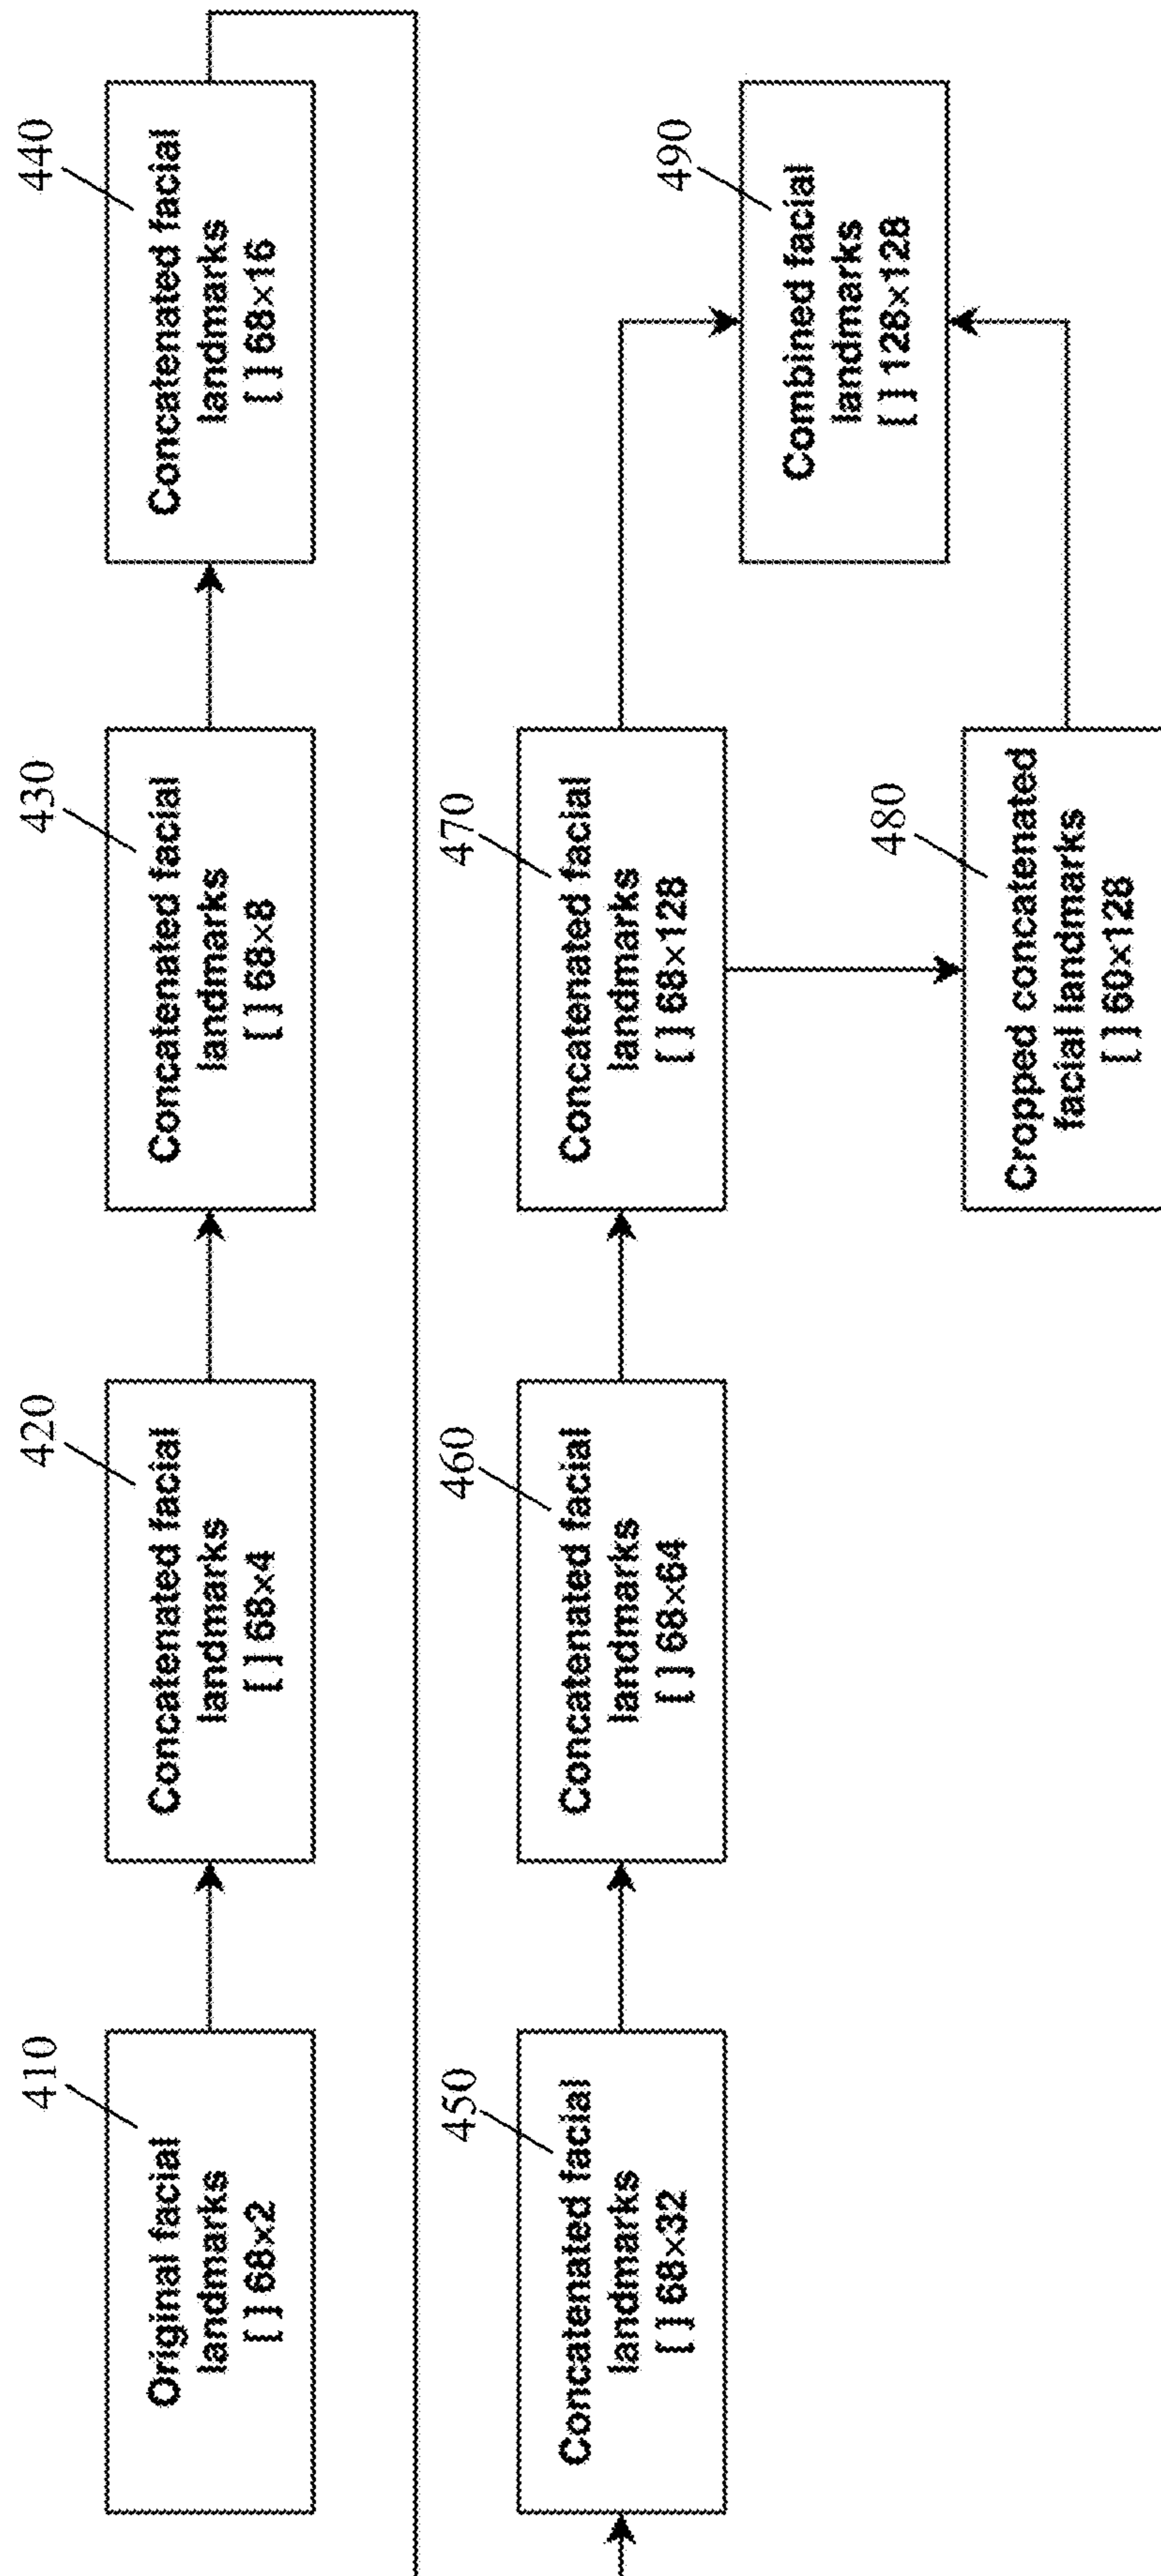 410
Original facial
landmarks
[ ] 68×2
420
Concatenated facial
landmarks
[ ] 68×4
430
Concatenated facial
landmarks
[ ] 68×8
440
Concatenated facial
landmarks
[ ] 68×16
450
Concatenated facial
landmarks
[ ] 68×32
460
Concatenated facial
landmarks
[ ] 68×64
470
Concatenated facial
landmarks
[ ] 68×128
480
Cropped concatenated
facial landmarks
[ ] 60×128
490
Combined facial
landmarks
[ ] 128×128